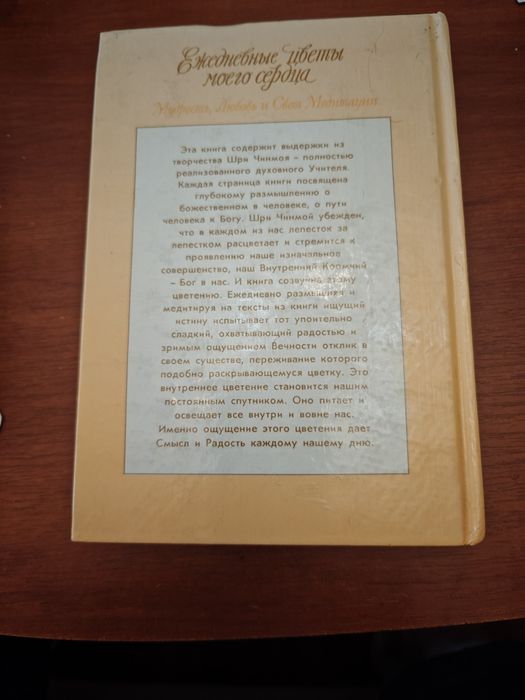 Ежедневные цветы
моего сердца
Мудрость, Любовь и Свет Медитации
Эта книга содержит выдержки из
творчества Шри Чинмоя – полностью
реализованного духовного Учителя.
Каждая страница книги посвящена
глубокому размышлению о
божественном в человеке, о пути
человека к Богу. Шри Чинмой убежден,
что в каждом из нас лепесток за
лепестком расцветает и стремится к
проявлению наше изначальное
совершенство, наш Внутренний Кормчий
– Бог в нас. И книга созвучна этому
цветению. Ежедневно размышляя и
медитируя на тексты из книги ищущий
истину испытывает тот упоительно
сладкий, охватывающий радостью и
зримым ощущением Вечности отклик в
своем существе, переживание которого
подобно раскрывающемуся цветку. Это
внутреннее цветение становится нашим
постоянным спутником. Оно питает и
освещает все внутри и вовне нас.
Именно ощущение этого цветения дает
Смысл и Радость каждому нашему дню.